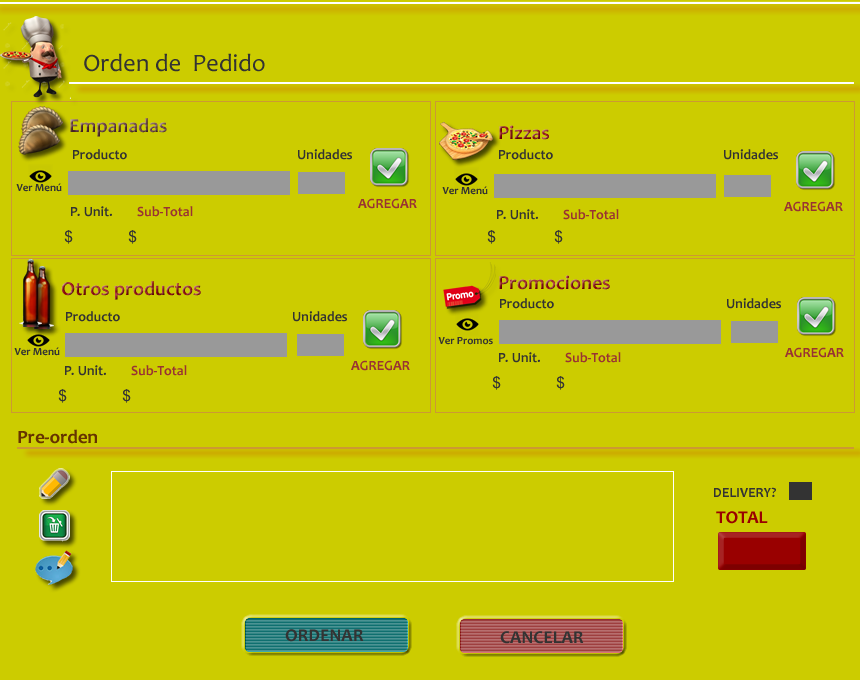 Orden de Pedido
Empanadas
Producto Unidades
Ver Menú
AGREGAR
P. Unit. Sub-Total
$ $
Pizzas
Producto Unidades
Ver Menú
AGREGAR
P. Unit. Sub-Total
$ $
Otros productos
Producto Unidades
Ver Menú
AGREGAR
P. Unit. Sub-Total
$ $
Promociones
Promo
Producto Unidades
Ver Promos
AGREGAR
P. Unit. Sub-Total
$ $
Pre-orden
DELIVERY?
TOTAL
ORDENAR CANCELAR